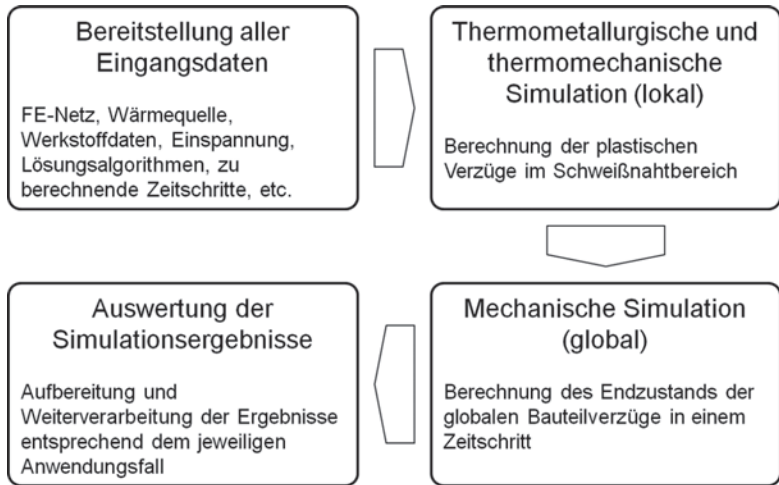 Bereitstellung aller
Eingangsdaten
FE-Netz, Wärmequelle,
Werkstoffdaten, Einspannung,
Lösungsalgorithmen, zu
berechnende Zeitschritte, etc.
Thermometallurgische und
thermomechanische
Simulation (lokal)
Berechnung der plastischen
Verzüge im Schweißnahtbereich
Mechanische Simulation
(global)
Berechnung des Endzustands der
globalen Bauteilverzüge in einem
Zeitschritt
Auswertung der
Simulationsergebnisse
Aufbereitung und
Weiterverarbeitung der Ergebnisse
entsprechend dem jeweiligen
Anwendungsfall